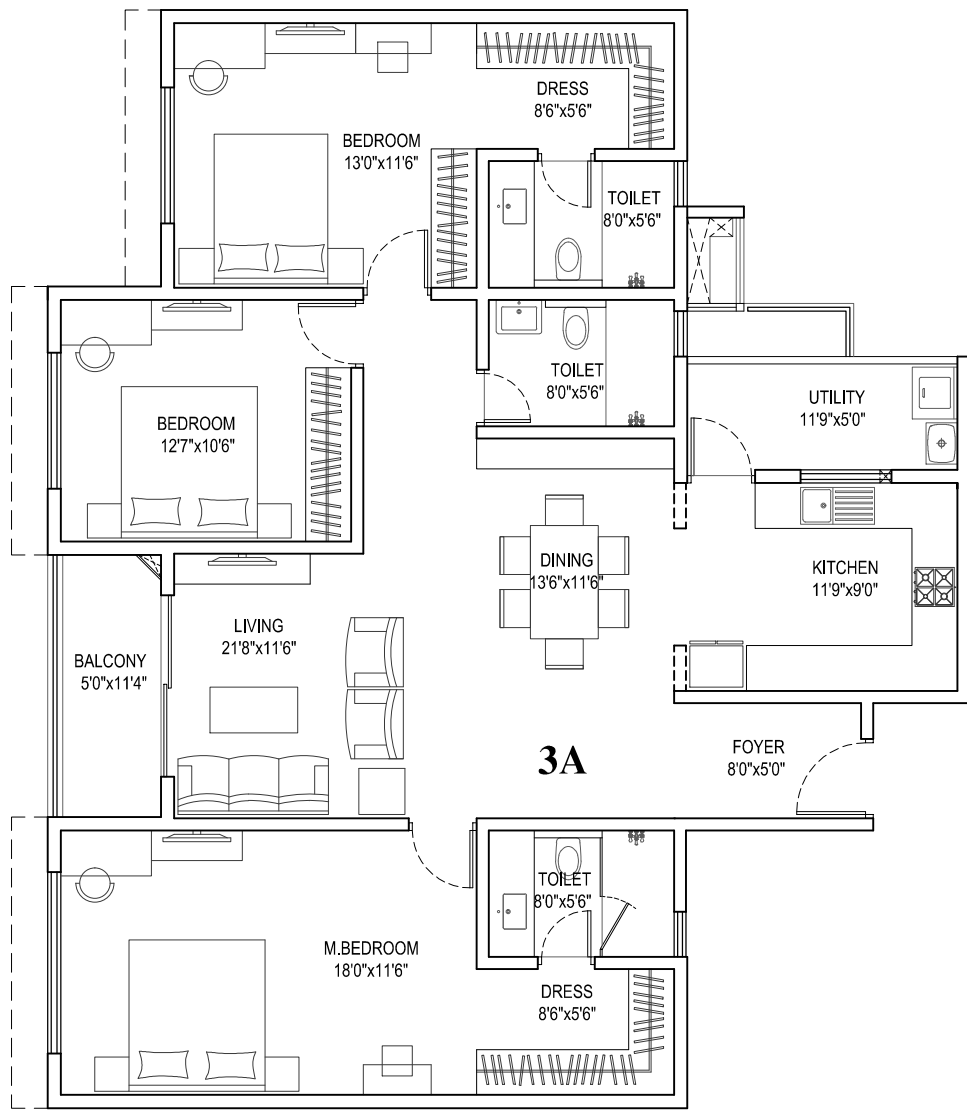 DRESS
8'6"x5'6"
BEDROOM
13'0"x11'6"
TOILET
8'0"x5'6"
TOILET
8'0"x5'6"
UTILITY
11'9"x5'0"
BEDROOM
12'7"x10'6"
DINING
13'6"x11'6"
KITCHEN
11'9"x9'0"
LIVING
21'8"x11'6"
BALCONY
5'0"x11'4"
3A
FOYER
8'0"x5'0"
TOILET
8'0"x5'6"
M.BEDROOM
18'0"x11'6"
DRESS
8'6"x5'6"